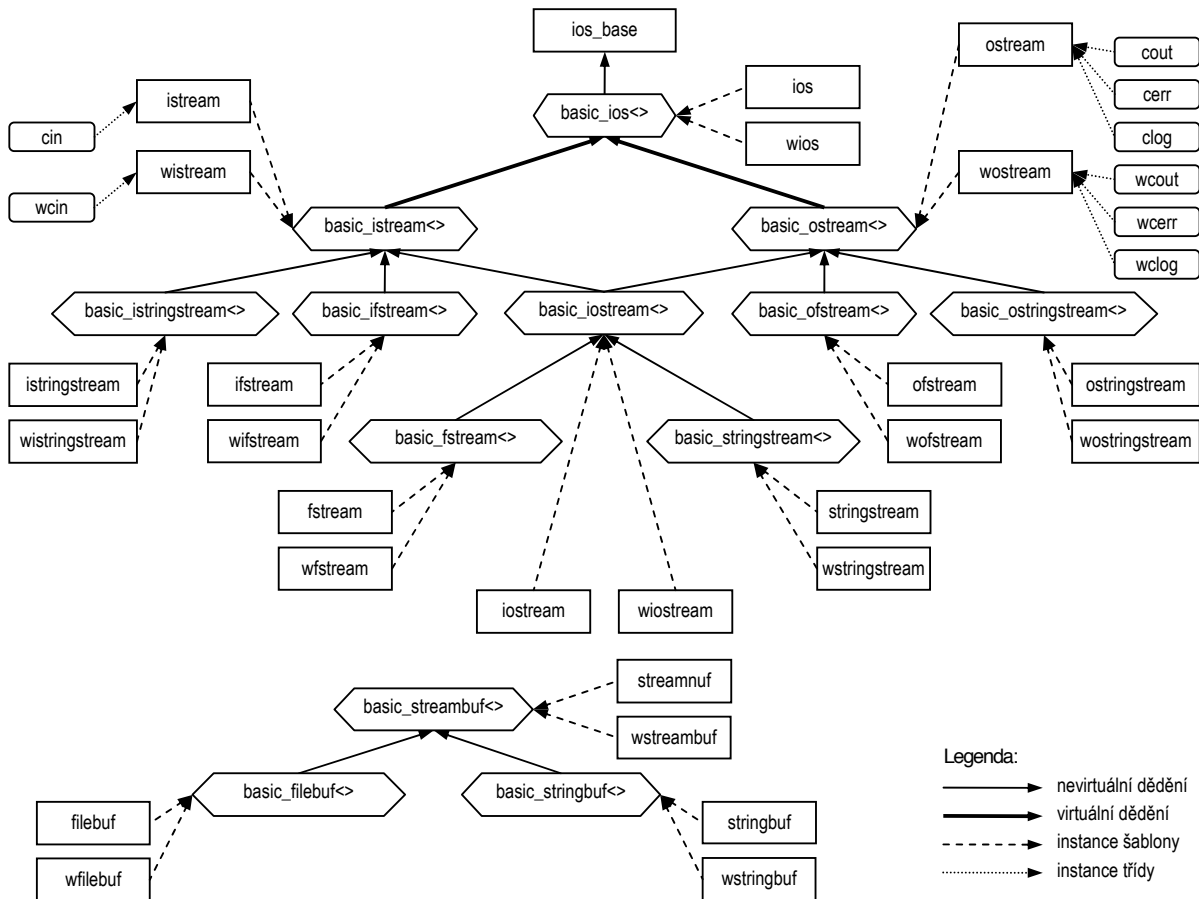 ios_base
ostream
cout
istream
ios
cerr
basic_ios<>
cin
wios
clog
wistream
wostream
wcout
wcin
basic_istream<>
basic_ostream<>
wcerr
wclog
basic_istringstream<>
basic_ifstream<>
basic_iostream<>
basic_ofstream<>
basic_ostringstream<>
istringstream
ifstream
ofstream
ostringstream
wistringstream
wifstream
basic_fstream<>
basic_stringstream<>
wofstream
wostringstream
fstream
stringstream
wfstream
wstringstream
iostream
wiostream
streamnuf
basic_streambuf<>
wstreambuf
basic_filebuf<>
basic_stringbuf<>
filebuf
stringbuf
wfilebuf
wstringbuf
Legenda:
nevirtuální dědění
virtuální dědění
instance šablony
instance třídy